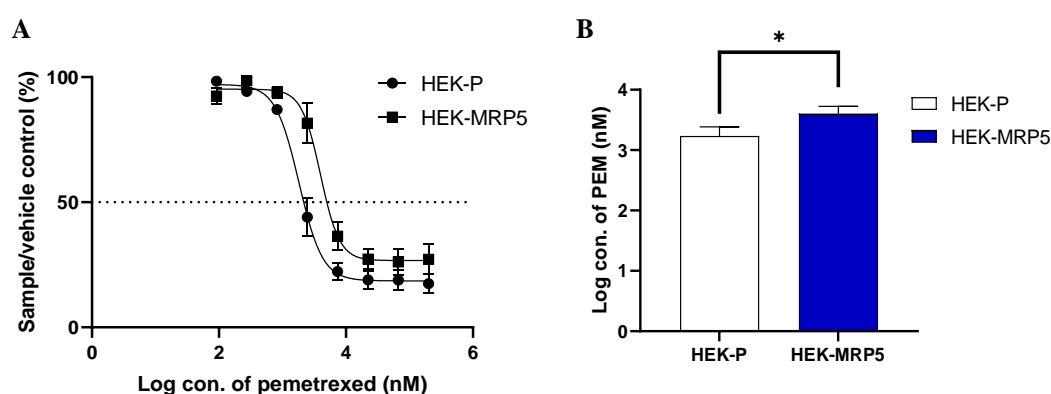 A
Sample/vehicle control (%)
100
50
0
0
2
4
6
Log con. of pemetrexed (nM)
HEK-P
HEK-MRP5
B
*
Log con. of PEM (nM)
4
3
2
1
0
HEK-P
HEK-MRP5
HEK-P
HEK-MRP5